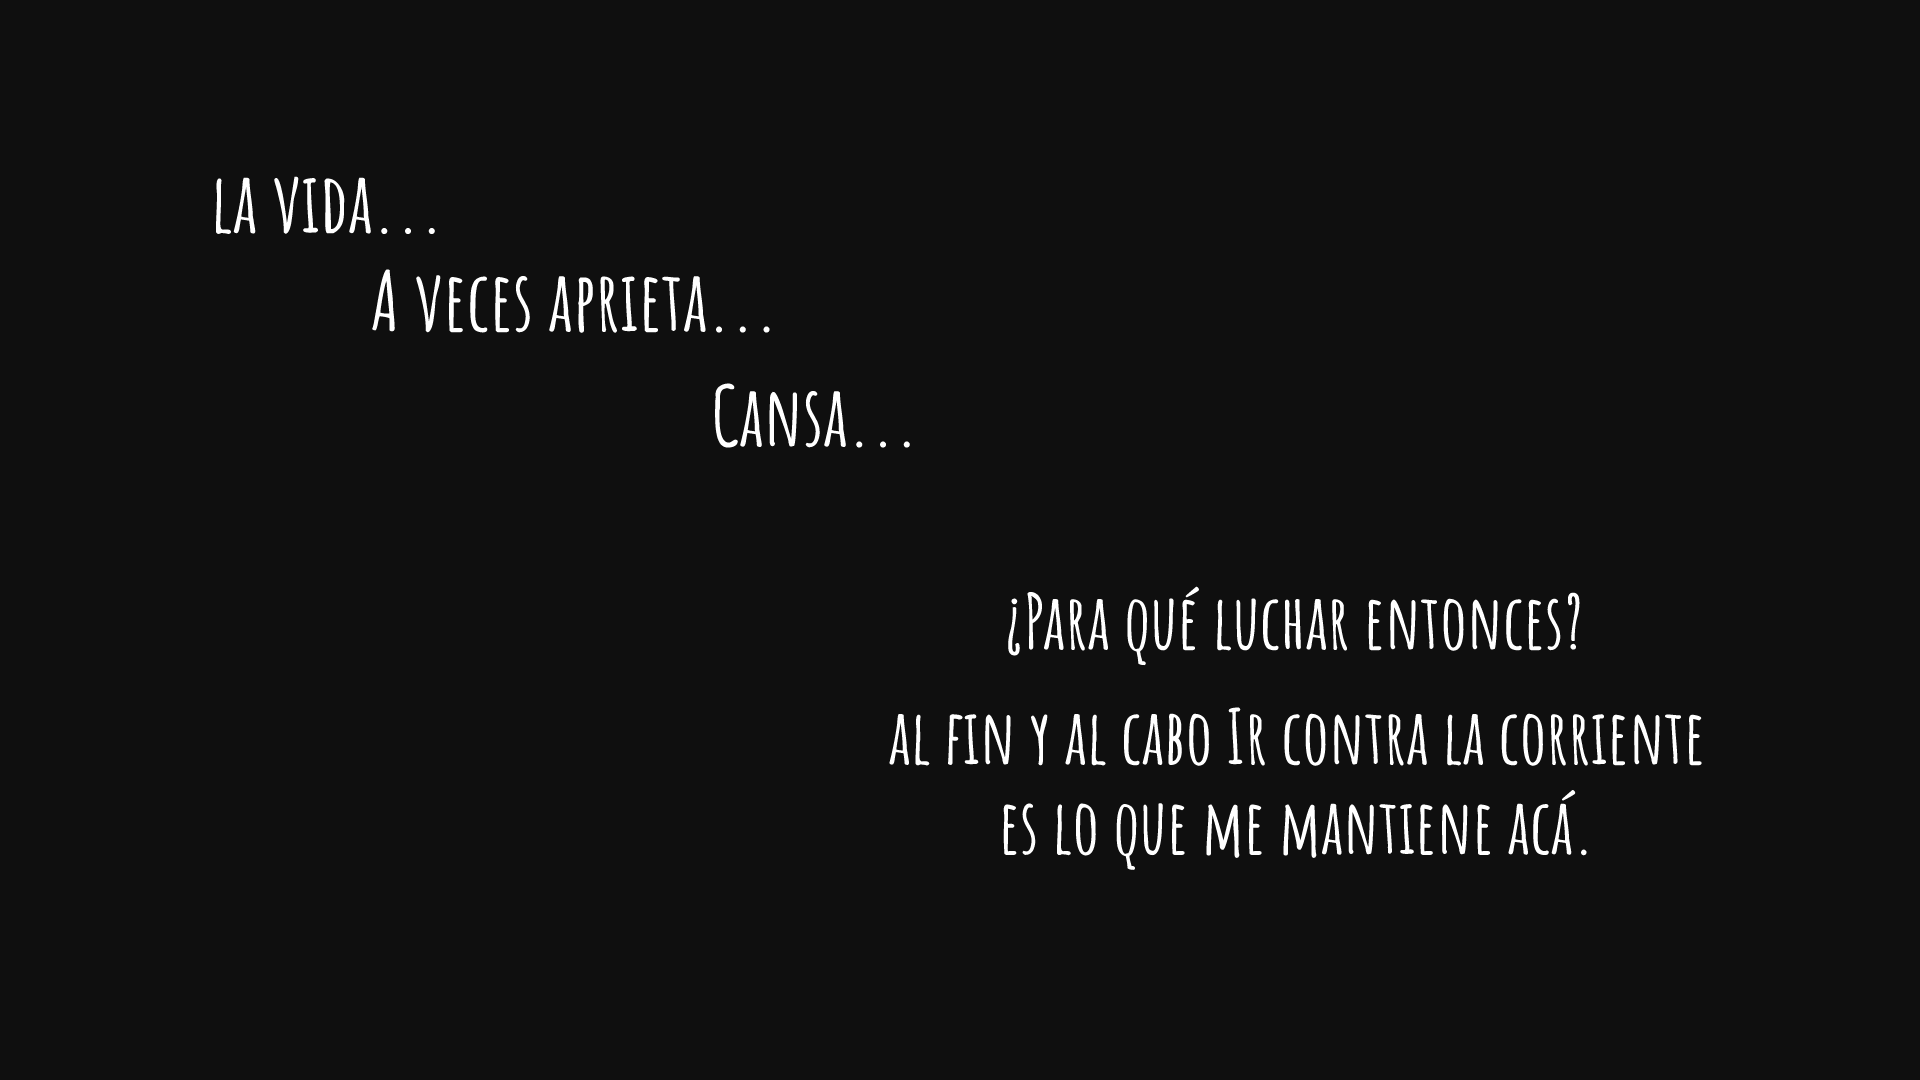 la vida...
A veces aprieta...
Cansa...
¿Para qué luchar entonces?
al fin y al cabo Ir contra la corriente
es lo que me mantiene acá.